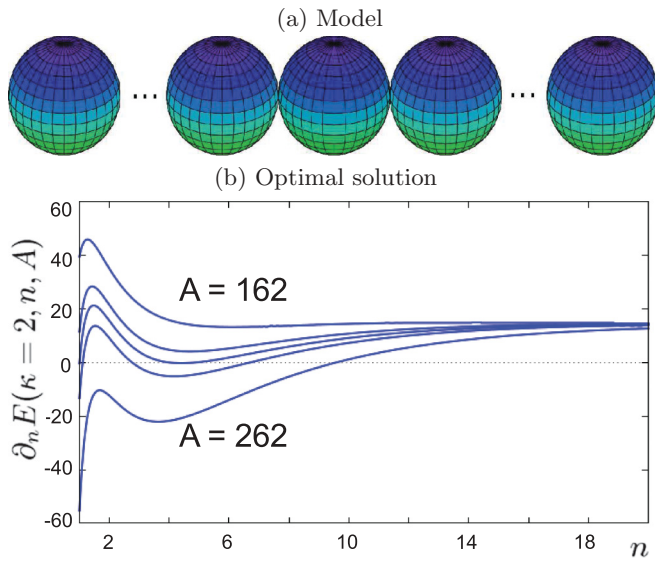 (a) Model
... ...
(b) Optimal solution
60
40
20
0
-20
-40
-60
∂ₙE(κ = 2, n, A)
A = 162
A = 262
2 6 10 14 18 n